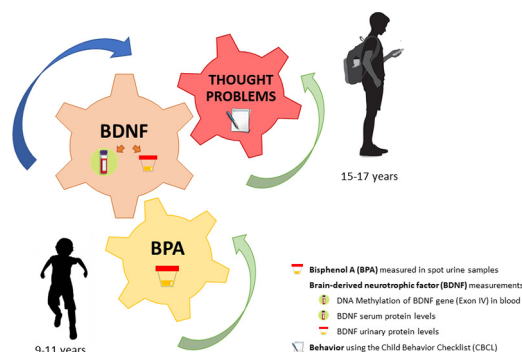 THOUGHT
PROBLEMS
BDNF
15-17 years
BPA
9-11 years
Bisphenol A (BPA) measured in spot urine samples
Brain-derived neurotrophic factor (BDNF) measurements
DNA Methylation of BDNF gene (Exon IV) in blood
BDNF serum protein levels
BDNF urinary protein levels
Behavior using the Child Behavior Checklist (CBCL)